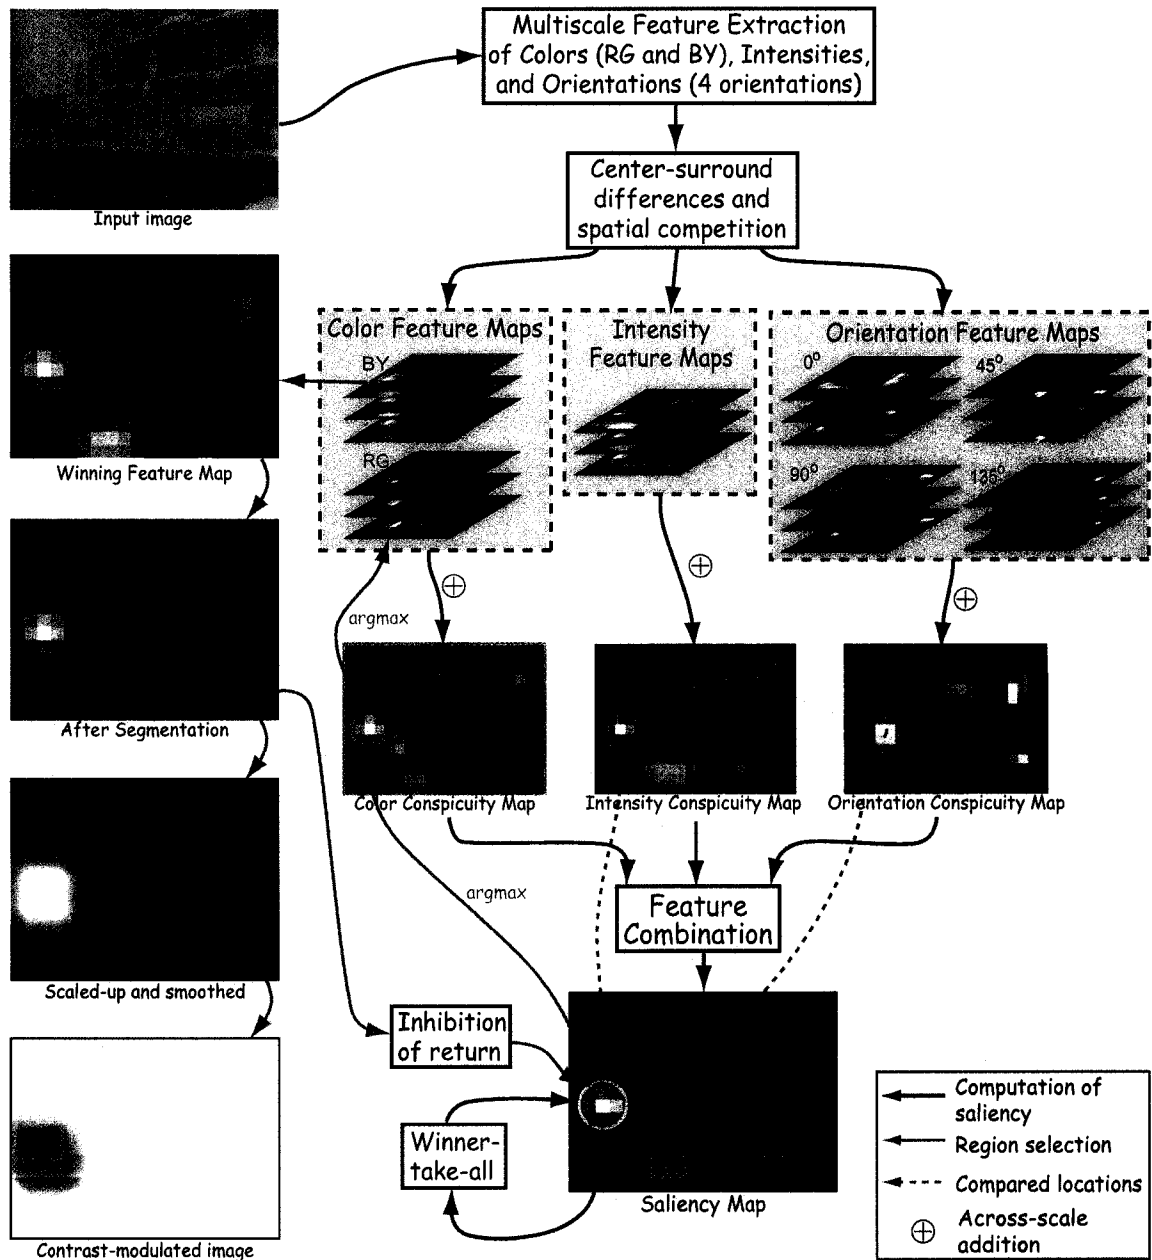 Multiscale Feature Extraction
of Colors (RG and BY), Intensities,
and Orientations (4 orientations)
Input image
Center-surround
differences and
spatial competition
Color Feature Maps
BY
RG
Intensity
Feature Maps
Orientation Feature Maps
0°
45°
90°
135°
Winning Feature Map
argmax
After Segmentation
Color Conspicuity Map
Intensity Conspicuity Map
Orientation Conspicuity Map
argmax
Feature
Combination
Scaled-up and smoothed
Inhibition
of return
Winner-
take-all
Saliency Map
Contrast-modulated image
Computation of
saliency
Region selection
Compared locations
Across-scale
addition